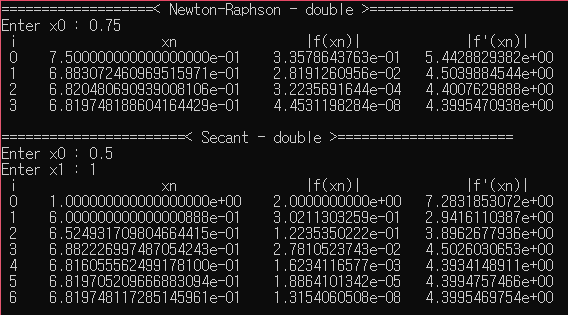 ===================< Newton-Raphson - double >==================
Enter x0 : 0.75
i xn |f(xn)| |f'(xn)|
0 7.500000000000000000e-01 3.3578643763e-01 5.4428829382e+00
1 6.883072460969515971e-01 2.8191260956e-02 4.5039884544e+00
2 6.820480690939008106e-01 3.2235691644e-04 4.4007629888e+00
3 6.819748188604164429e-01 4.4531198284e-08 4.3995470938e+00
=======================< Secant - double >======================
Enter x0 : 0.5
Enter x1 : 1
i xn |f(xn)| |f'(xn)|
0 1.000000000000000000e+00 2.0000000000e+00 7.2831853072e+00
1 6.000000000000000888e-01 3.0211303259e-01 2.9416110387e+00
2 6.524931709804664415e-01 1.2235350222e-01 3.8962677936e+00
3 6.882226997487054243e-01 2.7810523742e-02 4.5026030653e+00
4 6.816055562499178100e-01 1.6234116577e-03 4.3934148911e+00
5 6.819705209666883094e-01 1.8864101342e-05 4.3994757466e+00
6 6.819748117285145961e-01 1.3154060508e-08 4.3995469754e+00